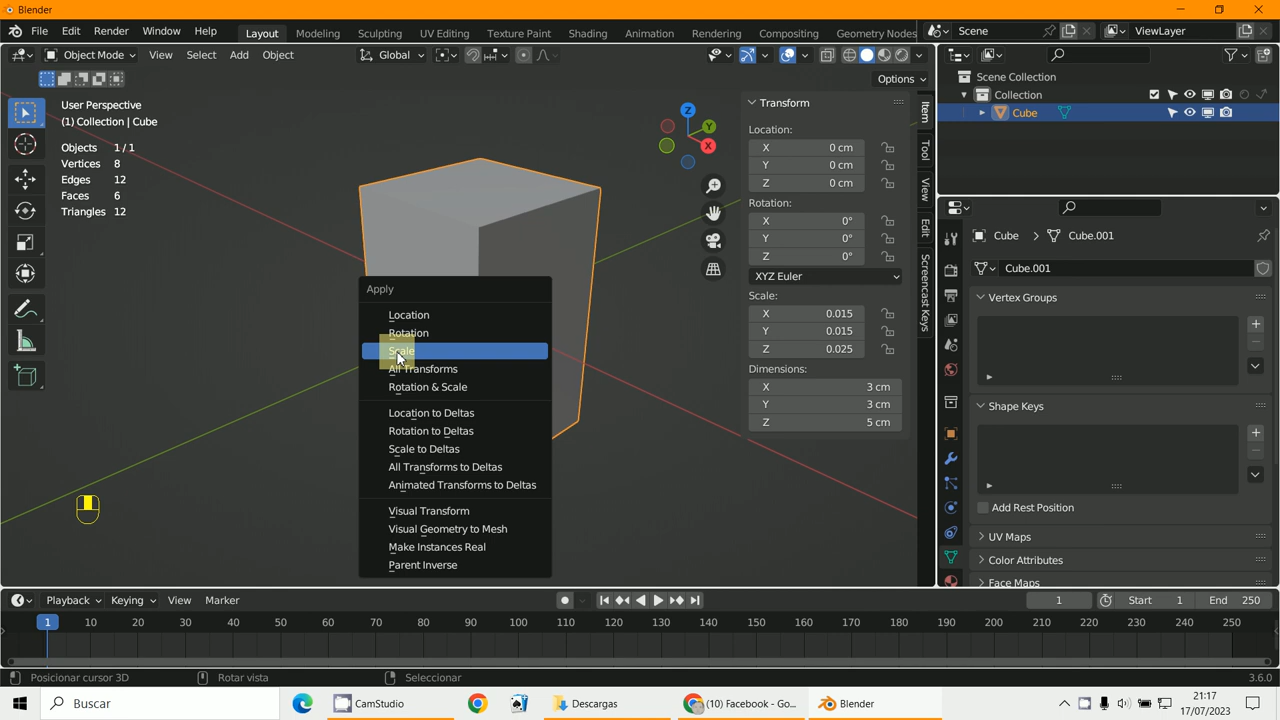 Blender
File Edit Render Window Help Layout Modeling Sculpting UV Editing Texture Paint Shading Animation Rendering Compositing Geometry Nodes Scene ViewLayer
Object Mode View Select Add Object Global
Options
User Perspective
(1) Collection | Cube
Objects 1/1
Vertices 8
Edges 12
Faces 6
Triangles 12
Z
Y
X
Transform
Location:
X 0 cm
Y 0 cm
Z 0 cm
Rotation:
X 0°
Y 0°
Z 0°
XYZ Euler
Scale:
X 0.015
Y 0.015
Z 0.025
Dimensions:
X 3 cm
Y 3 cm
Z 5 cm
Item
Tool
View
Edit
Screencast Keys
Apply
Location
Rotation
Scale
All Transforms
Rotation & Scale
Location to Deltas
Rotation to Deltas
Scale to Deltas
All Transforms to Deltas
Animated Transforms to Deltas
Visual Transform
Visual Geometry to Mesh
Make Instances Real
Parent Inverse
Scene Collection
Collection
Cube
Cube Cube.001
Cube.001
Vertex Groups
Shape Keys
Add Rest Position
UV Maps
Color Attributes
Face Maps
Playback Keying View Marker 1 Start 1 End 250
1 10 20 30 40 50 60 70 80 90 100 110 120 130 140 150 160 170 180 190 200 210 220 230 240 250
Posicionar cursor 3D Rotar vista Seleccionar 3.6.0
Buscar CamStudio Descargas (10) Facebook - Go... Blender 21:17
17/07/2023